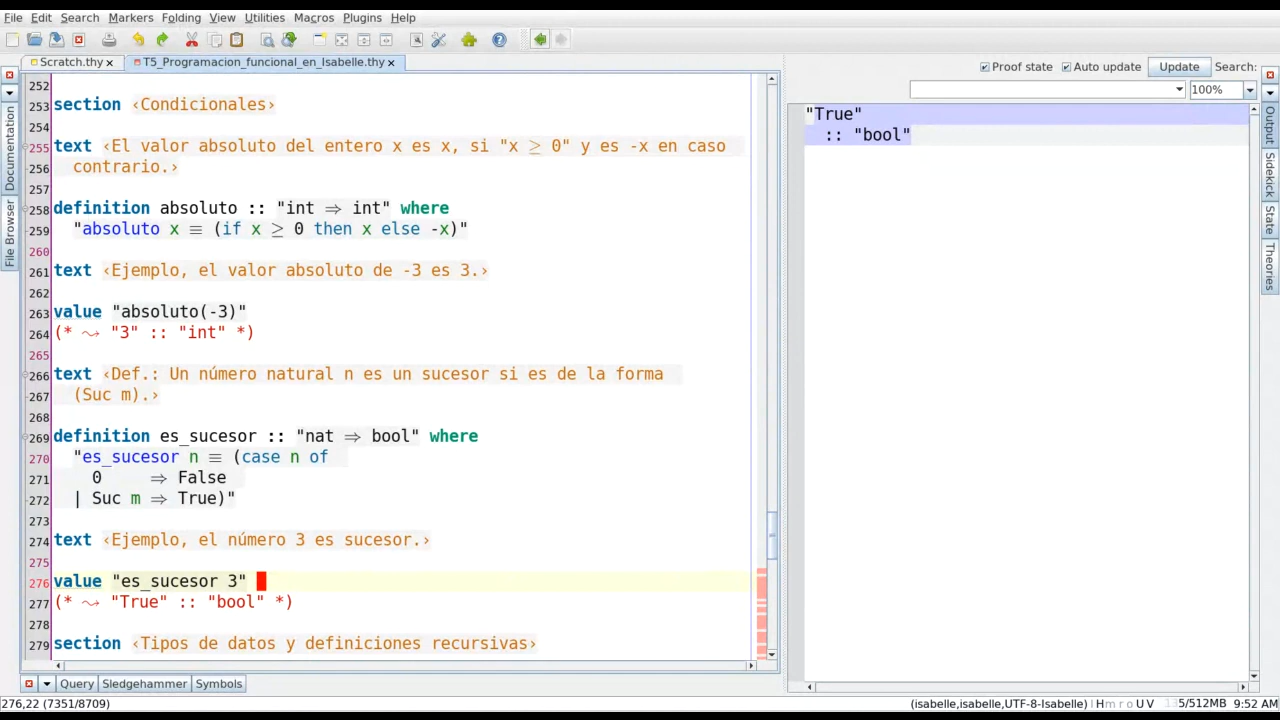 File Edit Search Markers Folding View Utilities Macros Plugins Help
Scratch.thy
T5_Programacion_funcional_en_Isabelle.thy
Proof state
Auto update
Update
Search:
100%
Documentation
File Browser
252
253 section ‹Condicionales›
254
255 text ‹El valor absoluto del entero x es x, si "x ≥ 0" y es -x en caso
256 contrario.›
257
258 definition absoluto :: "int ⇒ int" where
259 "absoluto x ≡ (if x ≥ 0 then x else -x)"
260
261 text ‹Ejemplo, el valor absoluto de -3 es 3.›
262
263 value "absoluto(-3)"
264 (* ⤳ "3" :: "int" *)
265
266 text ‹Def.: Un número natural n es un sucesor si es de la forma
267 (Suc m).›
268
269 definition es_sucesor :: "nat ⇒ bool" where
270 "es_sucesor n ≡ (case n of
271 0 ⇒ False
272 | Suc m ⇒ True)"
273
274 text ‹Ejemplo, el número 3 es sucesor.›
275
276 value "es_sucesor 3"
277 (* ⤳ "True" :: "bool" *)
278
279 section ‹Tipos de datos y definiciones recursivas›
"True"
:: "bool"
Output
Sidekick
State
Theories
Query Sledgehammer Symbols
276,22 (7351/8709)
(isabelle,isabelle,UTF-8-Isabelle) | H m r o U V
5/512MB
9:52 AM